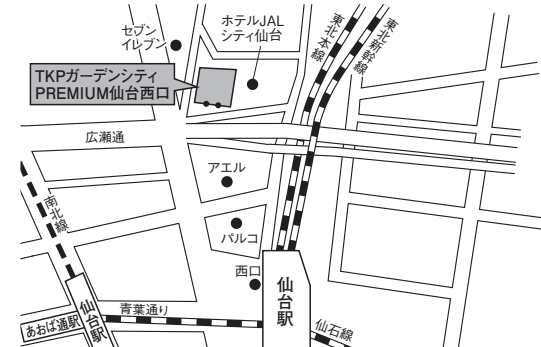 セブン
イレブン
ホテルJAL
シティ仙台
東北本線
東北新幹線
TKPガーデンシティ
PREMIUM仙台西口
広瀬通
アエル
南北線
パルコ
西口
仙台駅
青葉通り
仙台駅
あおば通駅
仙石線